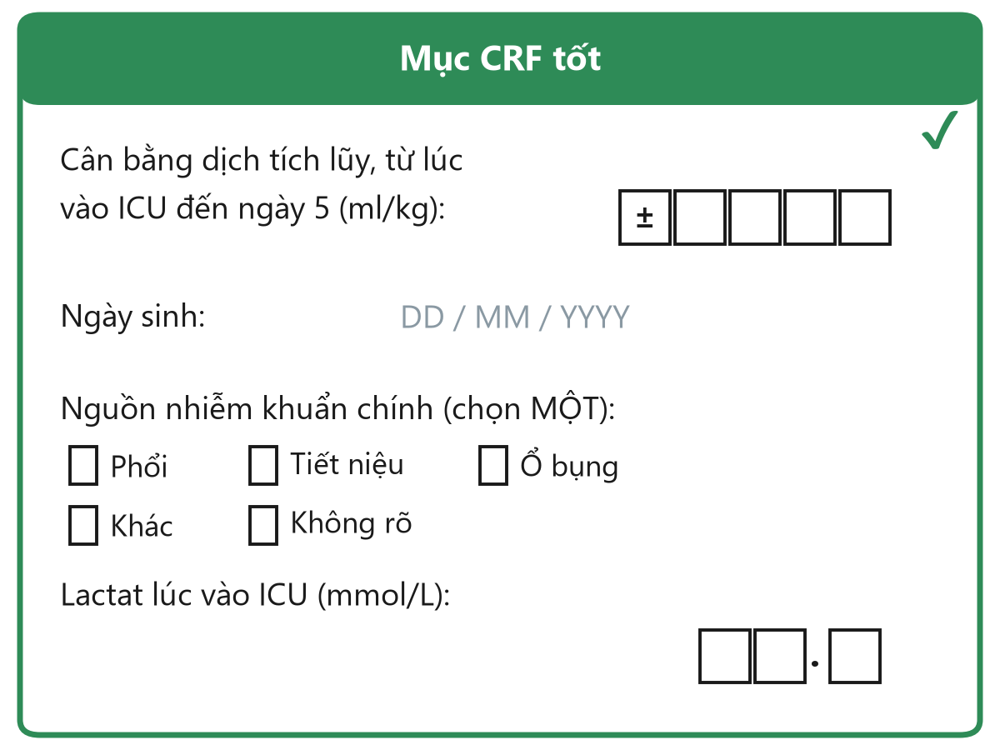 Mục CRF tốt
Cân bằng dịch tích lũy, từ lúc
vào ICU đến ngày 5 (ml/kg):
±
Ngày sinh: DD / MM / YYYY
Nguồn nhiễm khuẩn chính (chọn MỘT):
Phổi Tiết niệu Ổ bụng
Khác Không rõ
Lactat lúc vào ICU (mmol/L):
.